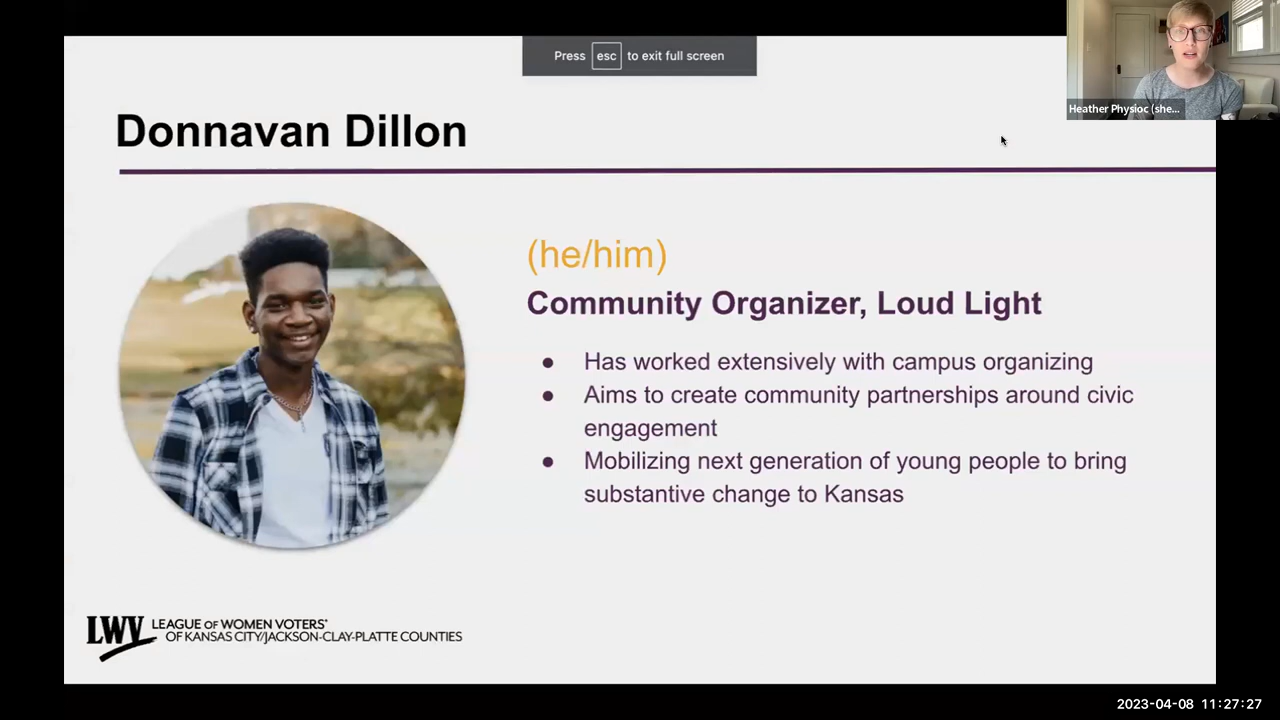 Press esc to exit full screen
Heather Physioc (she...
Donnavan Dillon
(he/him)
Community Organizer, Loud Light
● Has worked extensively with campus organizing
● Aims to create community partnerships around civic
engagement
● Mobilizing next generation of young people to bring
substantive change to Kansas
LWV LEAGUE OF WOMEN VOTERS®
OF KANSAS CITY/JACKSON-CLAY-PLATTE COUNTIES
2023-04-08 11:27:27